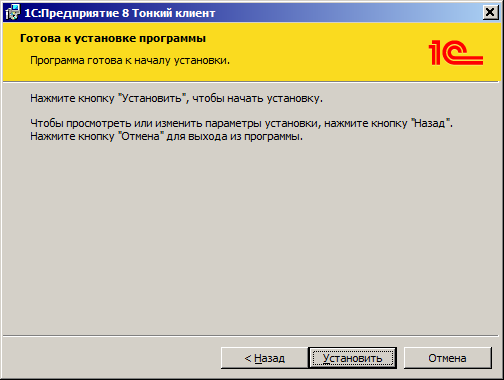 1С:Предприятие 8 Тонкий клиент
Готова к установке программы
Программа готова к началу установки.
1С
Нажмите кнопку "Установить", чтобы начать установку.
Чтобы просмотреть или изменить параметры установки, нажмите кнопку "Назад".
Нажмите кнопку "Отмена" для выхода из программы.
< Назад Установить Отмена